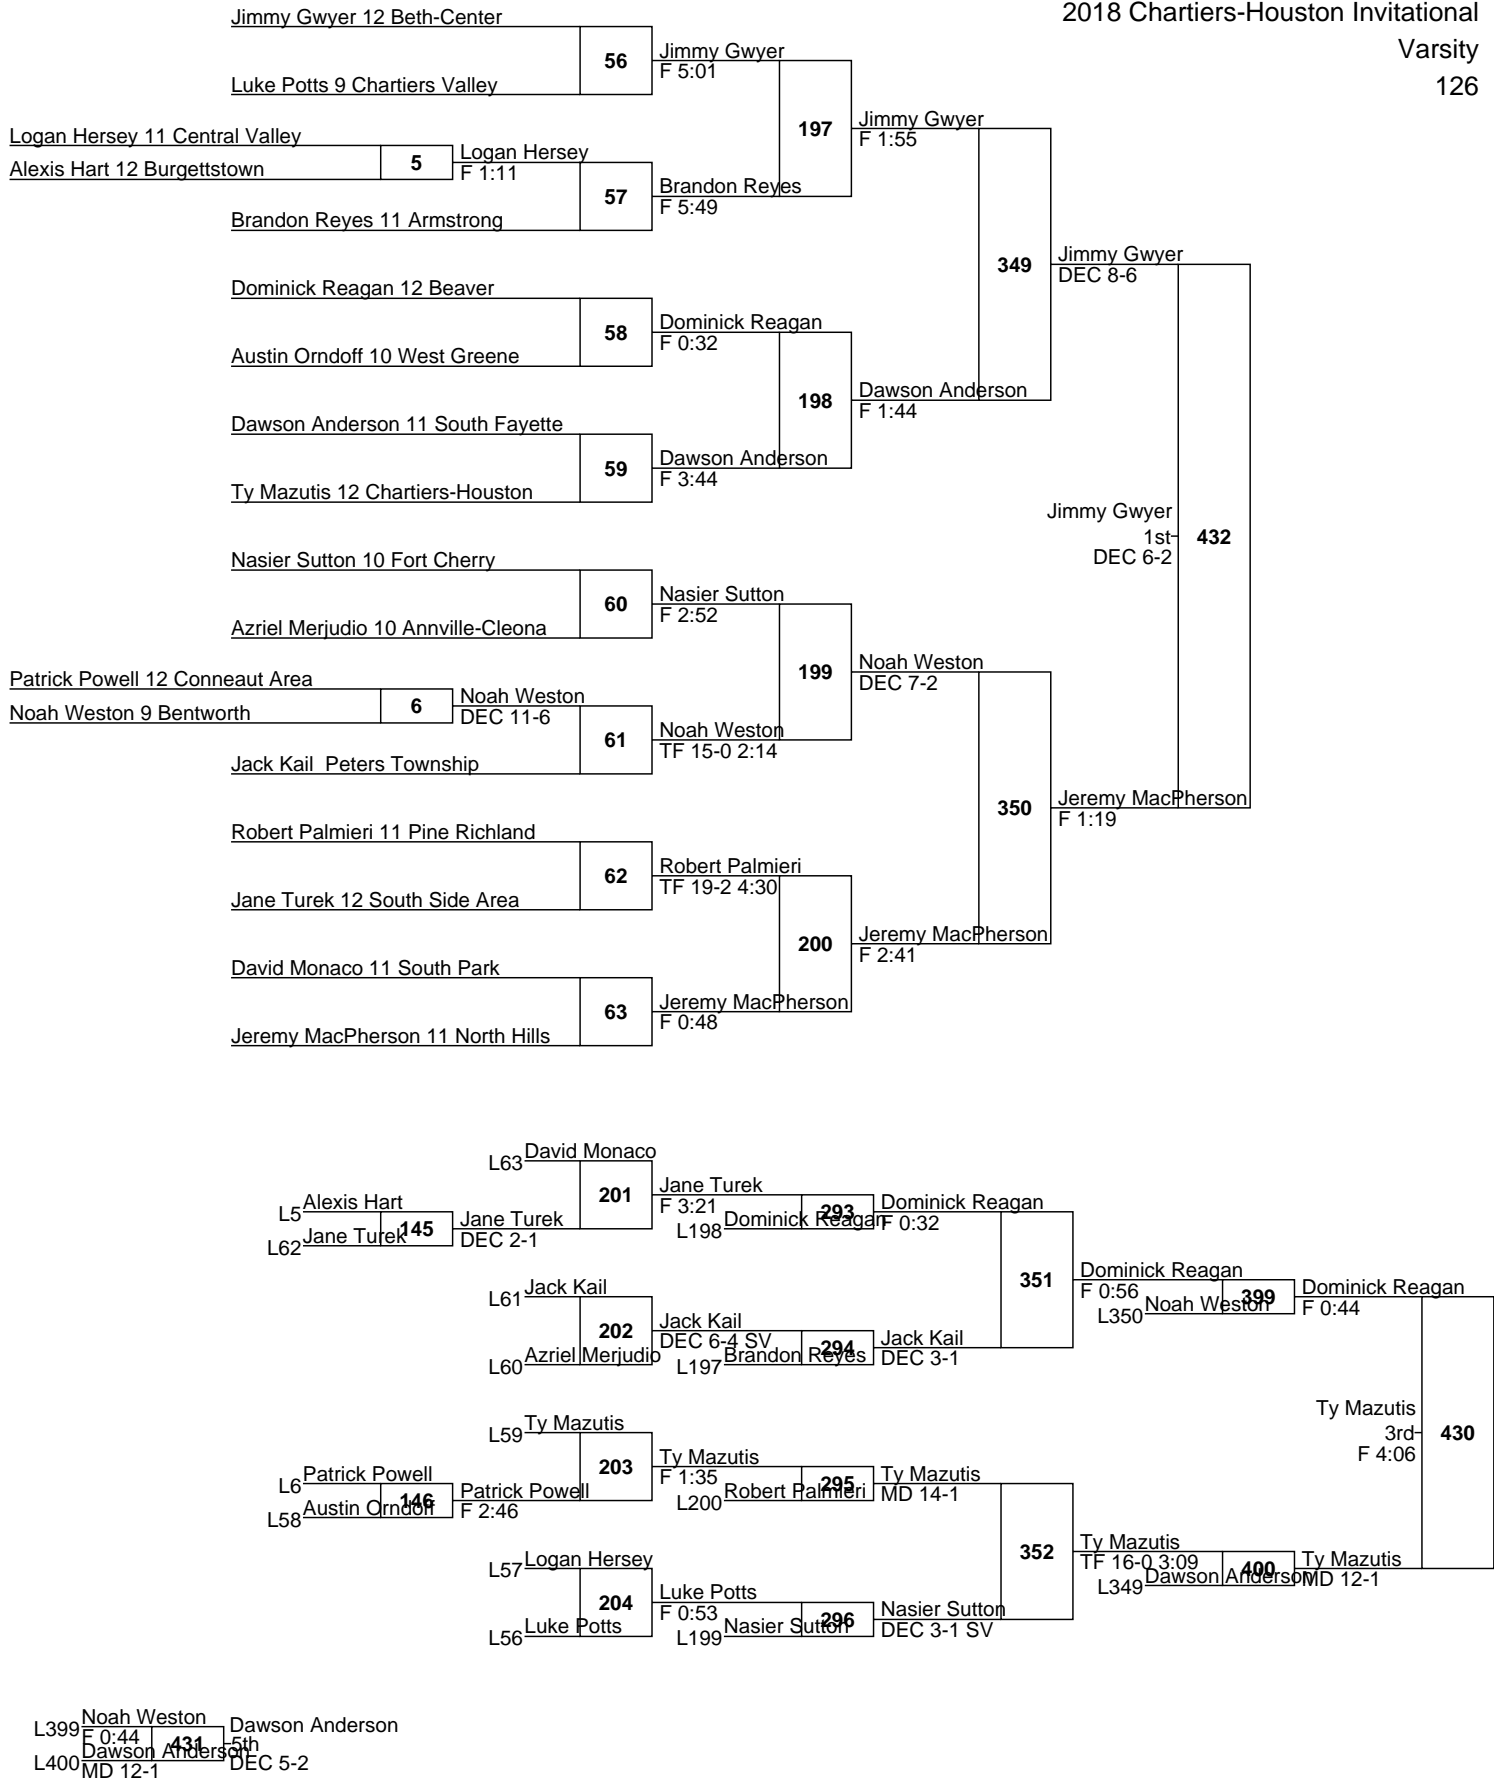 2018 Chartiers-Houston Invitational
Varsity
126
Jimmy Gwyer 12 Beth-Center
56
Jimmy Gwyer
F 5:01
Luke Potts 9 Chartiers Valley
197
Jimmy Gwyer
F 1:55
Logan Hersey 11 Central Valley
5
Logan Hersey
F 1:11
Alexis Hart 12 Burgettstown
57
Brandon Reyes
F 5:49
Brandon Reyes 11 Armstrong
349
Jimmy Gwyer
DEC 8-6
Dominick Reagan 12 Beaver
58
Dominick Reagan
F 0:32
Austin Orndoff 10 West Greene
198
Dawson Anderson
F 1:44
Dawson Anderson 11 South Fayette
59
Dawson Anderson
F 3:44
Ty Mazutis 12 Chartiers-Houston
Jimmy Gwyer
1st
DEC 6-2
432
Nasier Sutton 10 Fort Cherry
60
Nasier Sutton
F 2:52
Azriel Merjudio 10 Annville-Cleona
199
Noah Weston
DEC 7-2
Patrick Powell 12 Conneaut Area
6
Noah Weston
DEC 11-6
Noah Weston 9 Bentworth
61
Noah Weston
TF 15-0 2:14
Jack Kail  Peters Township
350
Jeremy MacPherson
F 1:19
Robert Palmieri 11 Pine Richland
62
Robert Palmieri
TF 19-2 4:30
Jane Turek 12 South Side Area
200
Jeremy MacPherson
F 2:41
David Monaco 11 South Park
63
Jeremy MacPherson
F 0:48
Jeremy MacPherson 11 North Hills
L63 David Monaco
201
Jane Turek
F 3:21
L5 Alexis Hart
145
Jane Turek
DEC 2-1
L62 Jane Turek
L198 Dominick Reagan
293
Dominick Reagan
F 0:32
351
Dominick Reagan
F 0:56
L61 Jack Kail
202
Jack Kail
DEC 6-4 SV
L60 Azriel Merjudio
L197 Brandon Reyes
294
Jack Kail
DEC 3-1
L350 Noah Weston
399
Dominick Reagan
F 0:44
Ty Mazutis
3rd
F 4:06
430
L59 Ty Mazutis
203
Ty Mazutis
F 1:35
L6 Patrick Powell
146
Patrick Powell
F 2:46
L58 Austin Orndoff
L200 Robert Palmieri
295
Ty Mazutis
MD 14-1
352
Ty Mazutis
TF 16-0 3:09
L57 Logan Hersey
204
Luke Potts
F 0:53
L56 Luke Potts
L199 Nasier Sutton
296
Nasier Sutton
DEC 3-1 SV
L349 Dawson Anderson
400
Ty Mazutis
MD 12-1
L399 Noah Weston
F 0:44
431
Dawson Anderson
5th
DEC 5-2
L400 Dawson Anderson
MD 12-1